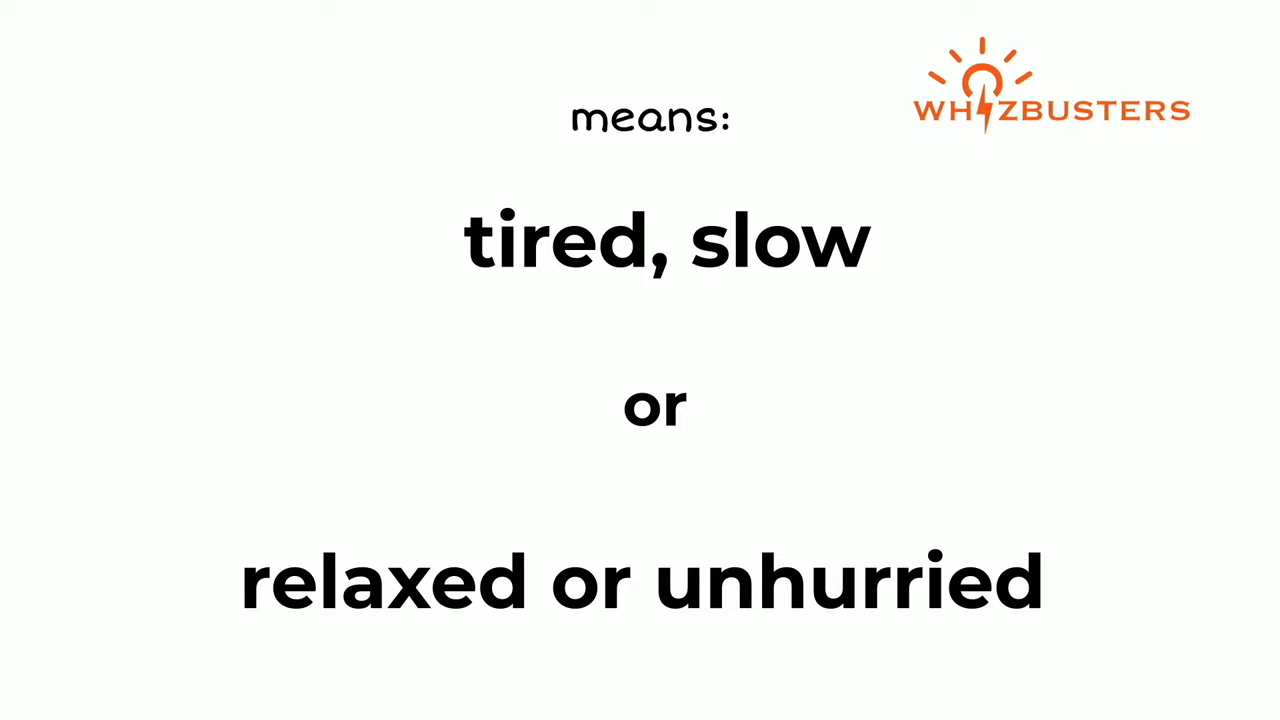 means:
WHIZBUSTERS
tired, slow
or
relaxed or unhurried